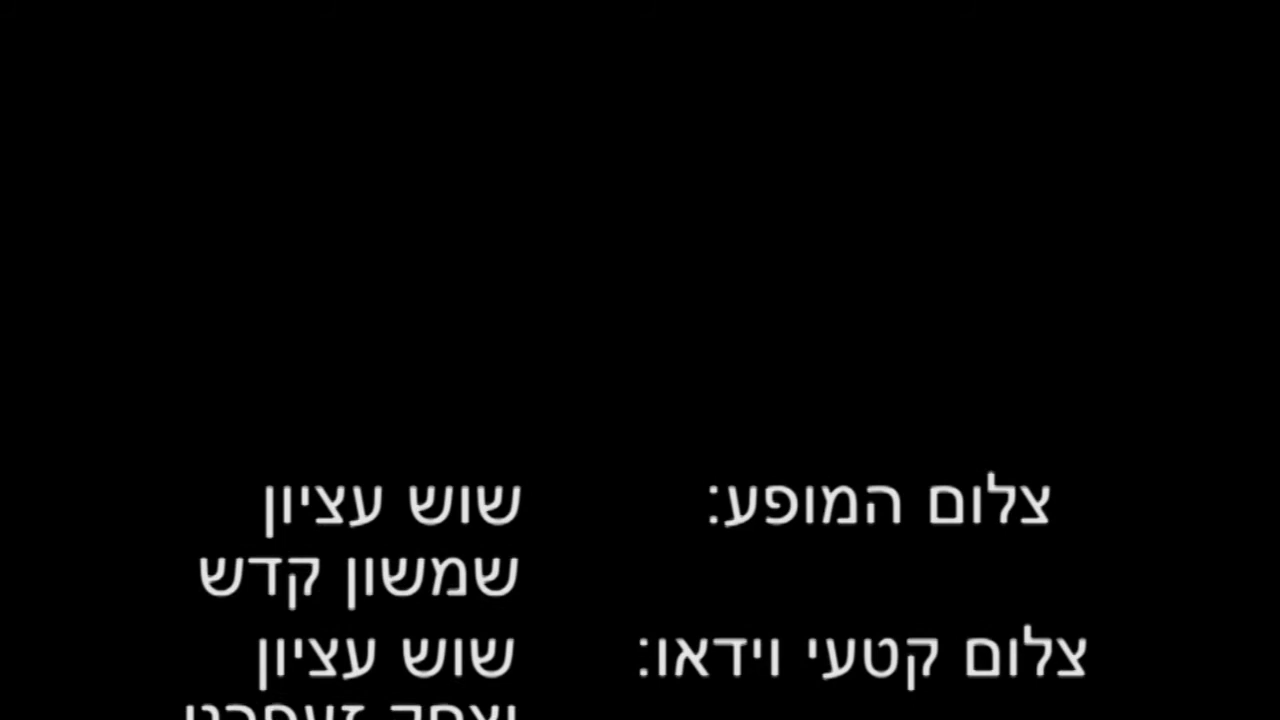 צלום המופע: שוש עציון
שמשון קדש
צלום קטעי וידאו: שוש עציון